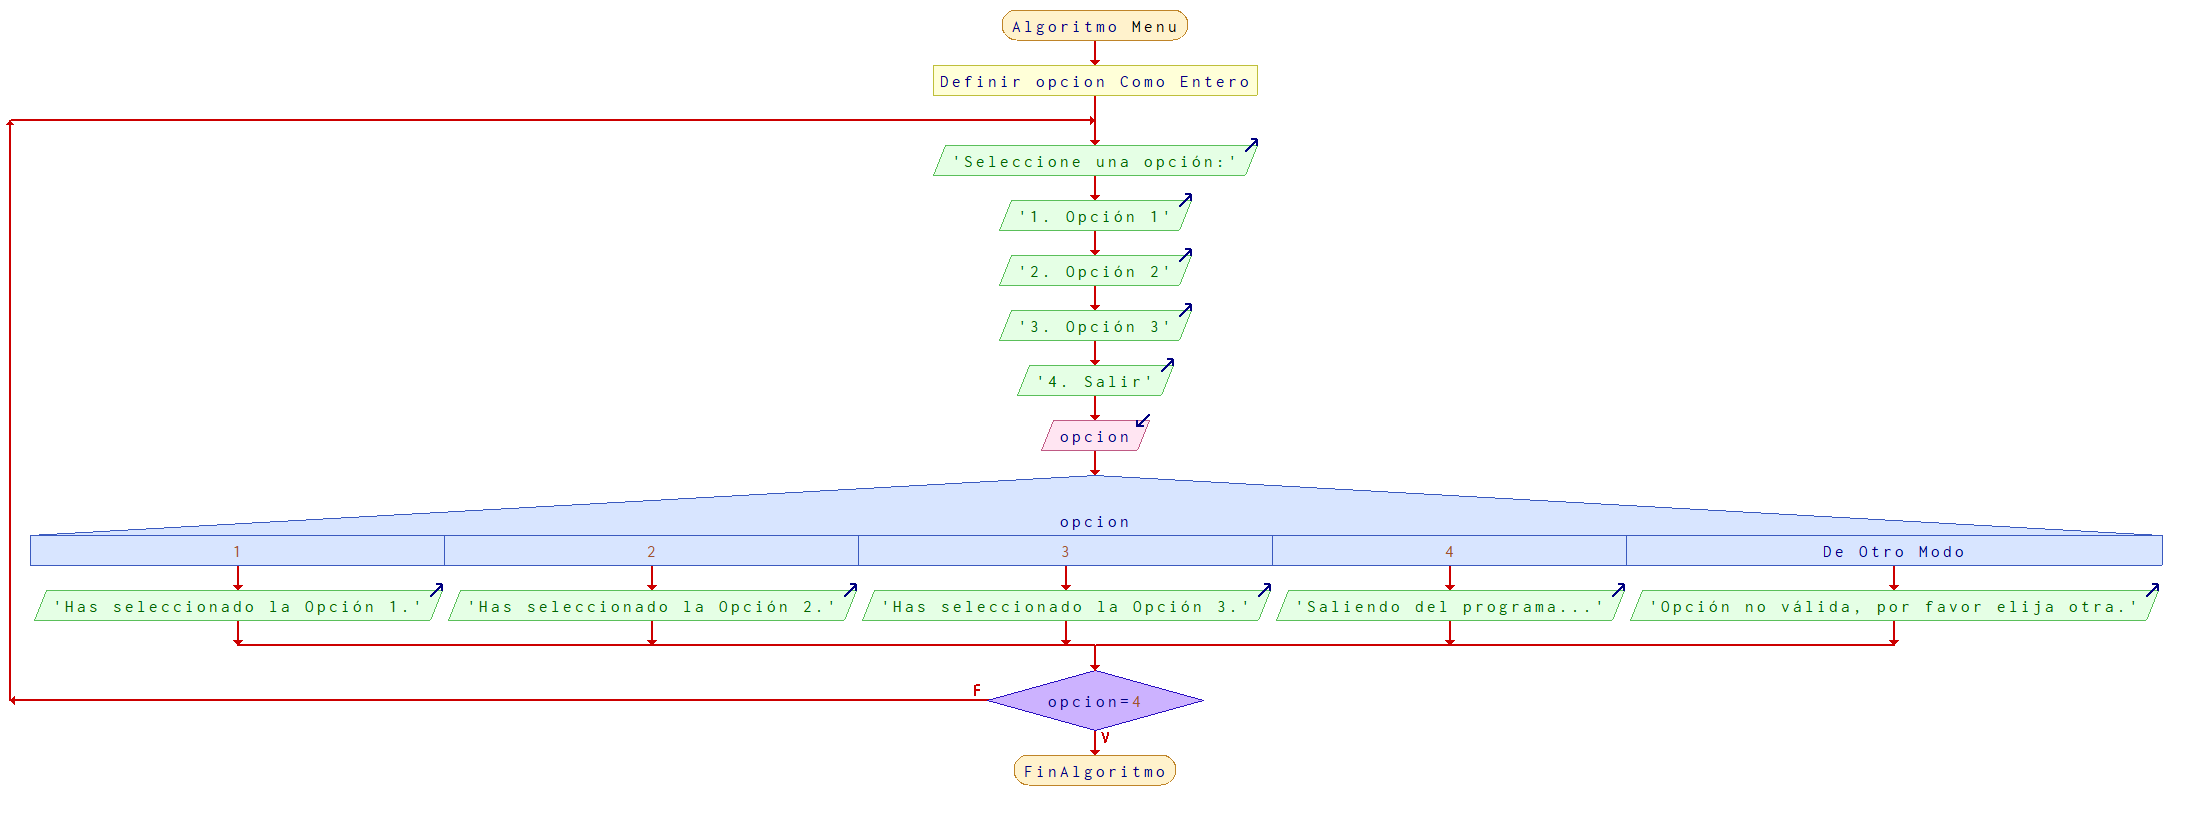 Algoritmo Menu
Definir opcion Como Entero
'Seleccione una opción:'
'1. Opción 1'
'2. Opción 2'
'3. Opción 3'
'4. Salir'
opcion
opcion
1 2 3 4 De Otro Modo
'Has seleccionado la Opción 1.' 'Has seleccionado la Opción 2.' 'Has seleccionado la Opción 3.' 'Saliendo del programa...' 'Opción no válida, por favor elija otra.'
F
opcion=4
V
FinAlgoritmo